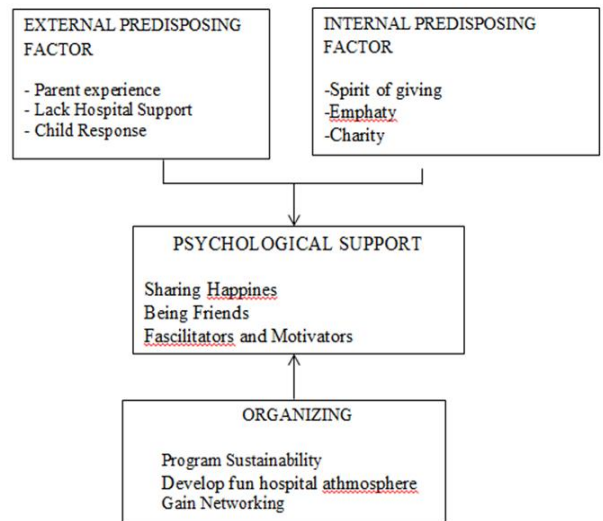 EXTERNAL PREDISPOSING
FACTOR
- Parent experience
- Lack Hospital Support
- Child Response
INTERNAL PREDISPOSING
FACTOR
-Spirit of giving
-Emphaty
-Charity
PSYCHOLOGICAL SUPPORT
Sharing Happines
Being Friends
Fascilitators and Motivators
ORGANIZING
Program Sustainability
Develop fun hospital athmosphere
Gain Networking